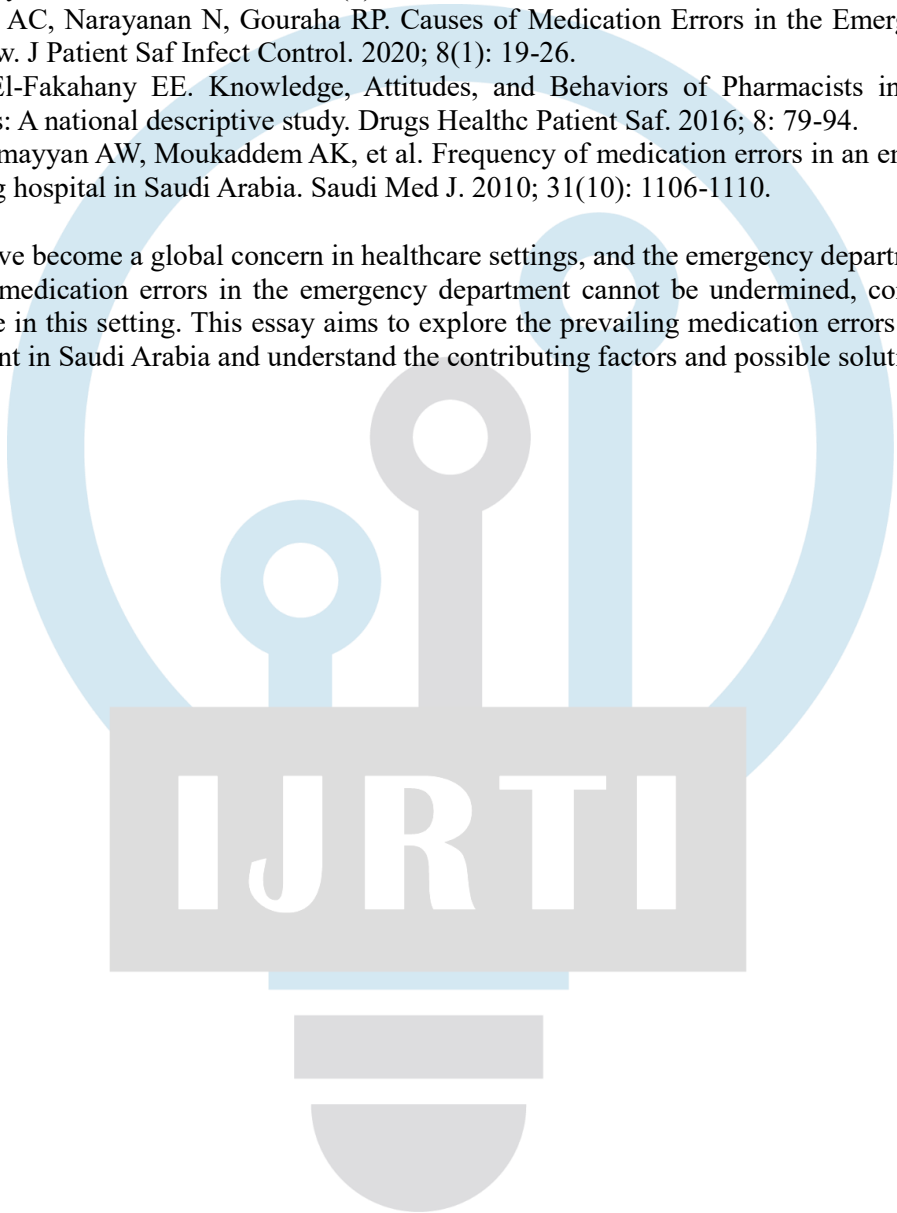 AC, Narayanan N, Gouraha RP. Causes of Medication Errors in the Emerg
w. J Patient Saf Infect Control. 2020; 8(1): 19-26.
El-Fakahany EE. Knowledge, Attitudes, and Behaviors of Pharmacists in
s: A national descriptive study. Drugs Healthc Patient Saf. 2016; 8: 79-94.
mayyan AW, Moukaddem AK, et al. Frequency of medication errors in an en
g hospital in Saudi Arabia. Saudi Med J. 2010; 31(10): 1106-1110.
ve become a global concern in healthcare settings, and the emergency departm
medication errors in the emergency department cannot be undermined, con
e in this setting. This essay aims to explore the prevailing medication errors
nt in Saudi Arabia and understand the contributing factors and possible soluti
IJRTI